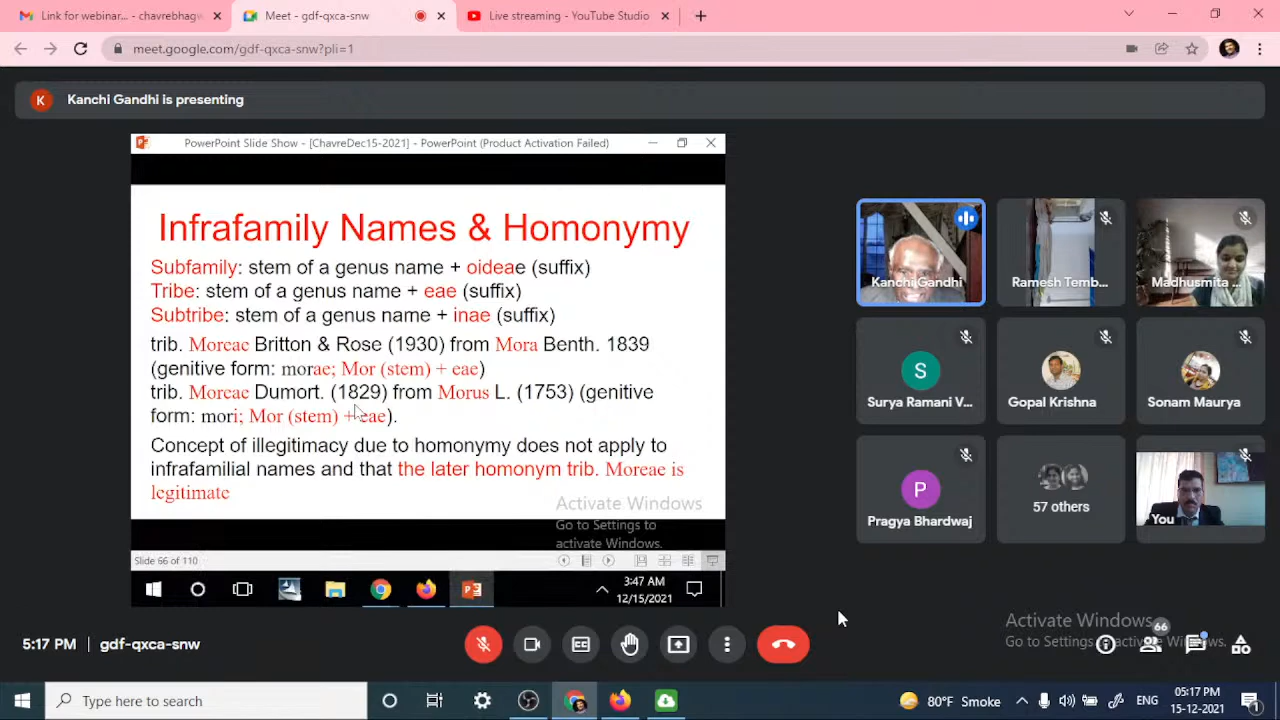 Link for webinar... - chavrebhagw
Meet - gdf-qxca-snw
Live streaming - YouTube Studio
meet.google.com/gdf-qxca-snw?pli=1
K
Kanchi Gandhi is presenting
PowerPoint Slide Show - [ChavreDec15-2021] - PowerPoint (Product Activation Failed)
Infrafamily Names & Homonymy
Subfamily: stem of a genus name + oideae (suffix)
Tribe: stem of a genus name + eae (suffix)
Subtribe: stem of a genus name + inae (suffix)
trib. Moreae Britton & Rose (1930) from Mora Benth. 1839
(genitive form: morae; Mor (stem) + eae)
trib. Moreae Dumort. (1829) from Morus L. (1753) (genitive
form: mori; Mor (stem) + eae).
Concept of illegitimacy due to homonymy does not apply to
infrafamilial names and that the later homonym trib. Moreae is
legitimate
Activate Windows
Go to Settings to
activate Windows.
Slide 66 of 110
3:47 AM
12/15/2021
Kanchi Gandhi
Ramesh Temb...
Madhusmita ...
S
Surya Ramani V...
Gopal Krishna
Sonam Maurya
P
Pragya Bhardwaj
57 others
You
Activate Windows
Go to Settings to activate Windows.
66
5:17 PM | gdf-qxca-snw
Type here to search
80°F Smoke
ENG
05:17 PM
15-12-2021
1